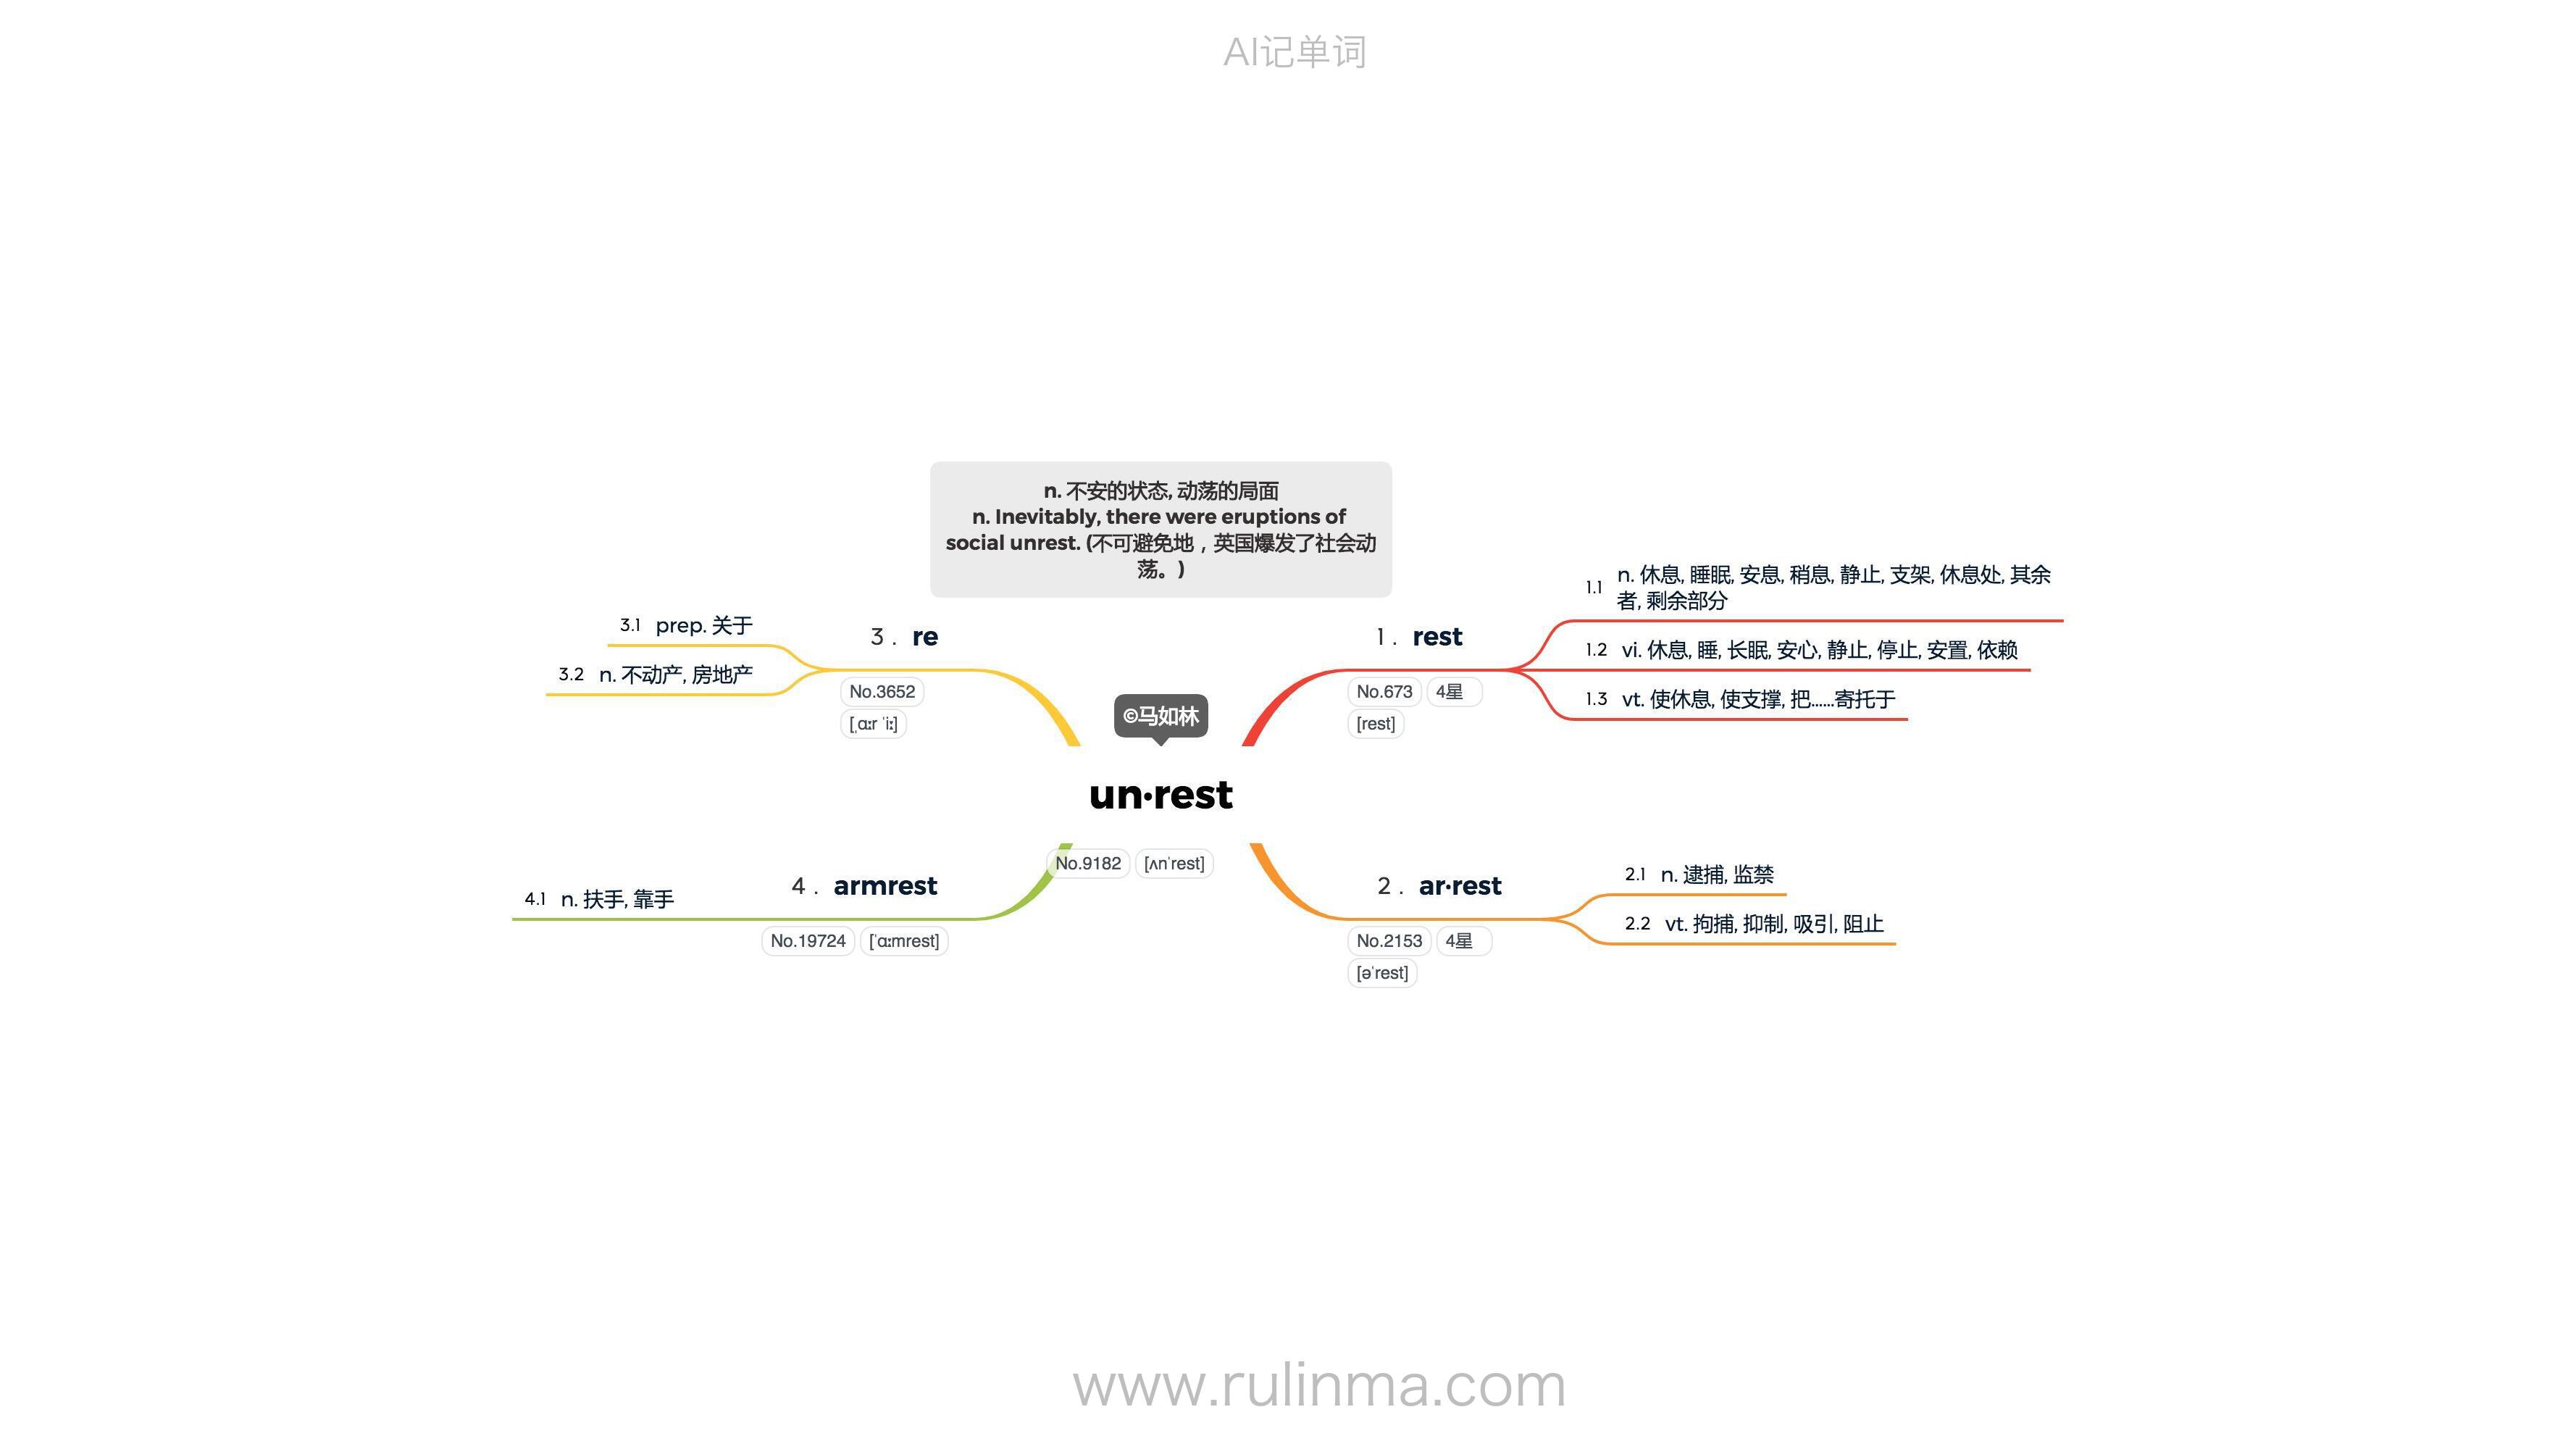 AI记单词
n. 不安的状态, 动荡的局面
n. Inevitably, there were eruptions of
social unrest. (不可避免地，英国爆发了社会动
荡。)
©马如林
un·rest
No.9182 [ʌnˈrest]
1. rest
No.673 4星
[rest]
1.1 n. 休息, 睡眠, 安息, 稍息, 静止, 支架, 休息处, 其余
者, 剩余部分
1.2 vi. 休息, 睡, 长眠, 安心, 静止, 停止, 安置, 依赖
1.3 vt. 使休息, 使支撑, 把……寄托于
2. ar·rest
No.2153 4星
[əˈrest]
2.1 n. 逮捕, 监禁
2.2 vt. 拘捕, 抑制, 吸引, 阻止
3. re
No.3652
[ˌɑːr ˈiː]
3.1 prep. 关于
3.2 n. 不动产, 房地产
4. armrest
No.19724 [ˈɑːmrest]
4.1 n. 扶手, 靠手
www.rulinma.com